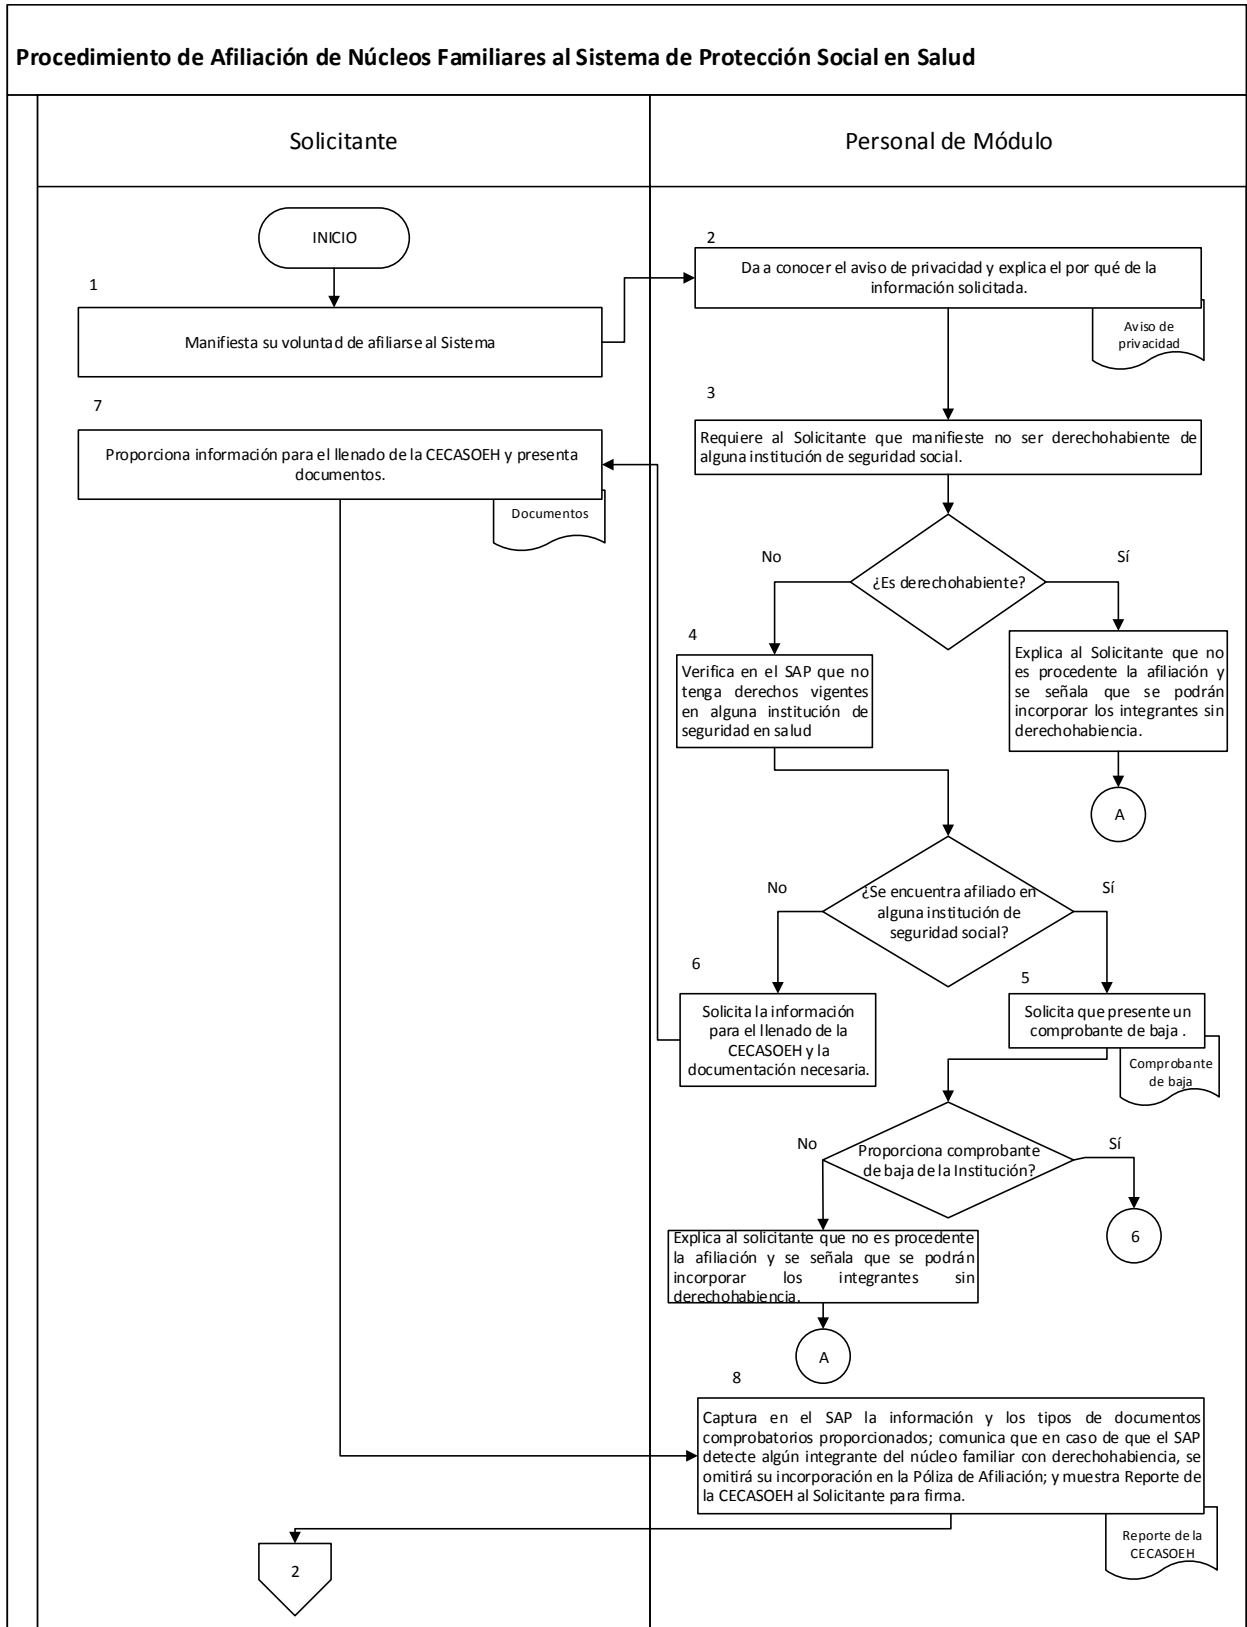 Procedimiento de Afiliación de Núcleos Familiares al Sistema de Protección Social en Salud
Solicitante
Personal de Módulo
INICIO
1
Manifiesta su voluntad de afiliarse al Sistema
2
Da a conocer el aviso de privacidad y explica el por qué de la
información solicitada.
Aviso de
privacidad
3
Requiere al Solicitante que manifieste no ser derechohabiente de
alguna institución de seguridad social.
7
Proporciona información para el llenado de la CECASOEH y presenta
documentos.
Documentos
¿Es derechohabiente?
No
Sí
4
Verifica en el SAP que no
tenga derechos vigentes
en alguna institución de
seguridad en salud
Explica al Solicitante que no
es procedente la afiliación y
se señala que se podrán
incorporar los integrantes sin
derechohabiencia.
A
¿Se encuentra afiliado en
alguna institución de
seguridad social?
No
Sí
6
Solicita la información
para el llenado de la
CECASOEH y la
documentación necesaria.
5
Solicita que presente un
comprobante de baja .
Comprobante
de baja
Proporciona comprobante
de baja de la Institución?
No
Sí
6
Explica al solicitante que no es procedente
la afiliación y se señala que se podrán
incorporar los integrantes sin
derechohabiencia.
A
8
Captura en el SAP la información y los tipos de documentos
comprobatorios proporcionados; comunica que en caso de que el SAP
detecte algún integrante del núcleo familiar con derechohabiencia, se
omitirá su incorporación en la Póliza de Afiliación; y muestra Reporte de
la CECASOEH al Solicitante para firma.
Reporte de la
CECASOEH
2